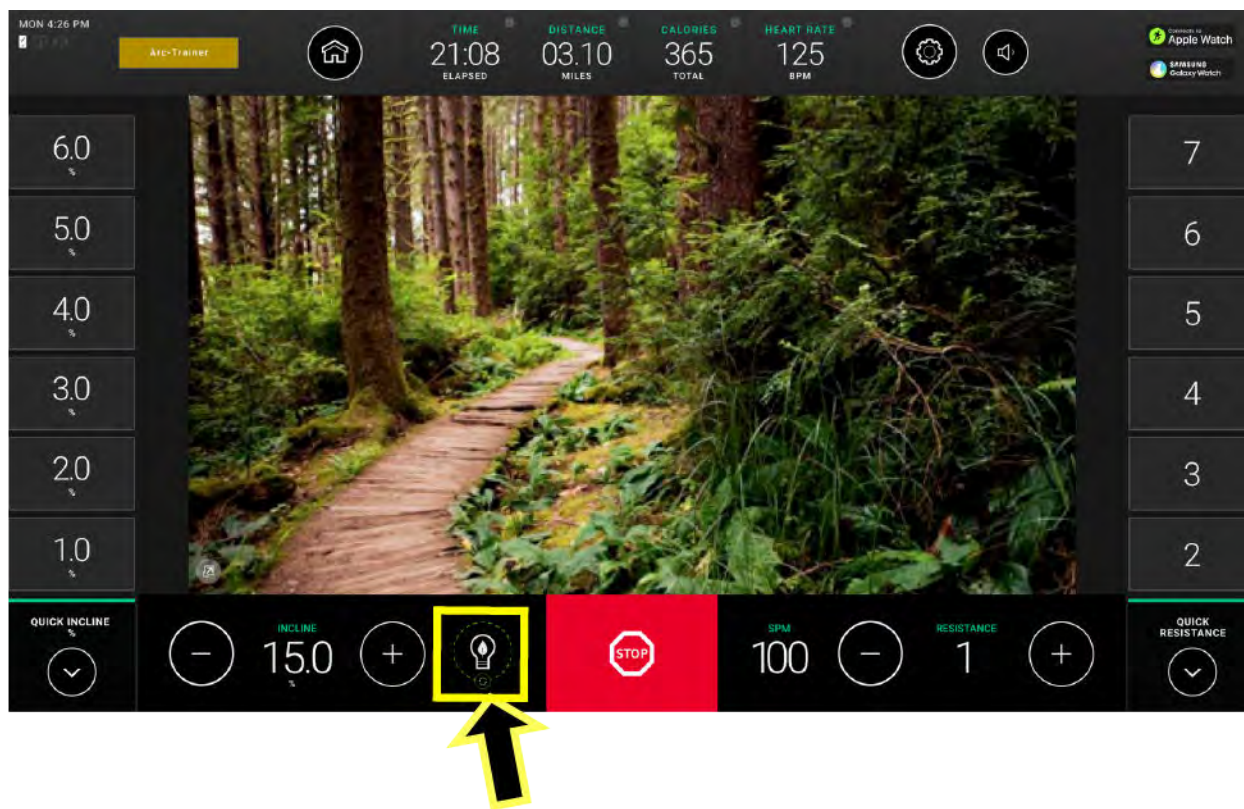 MON 4:26 PM
Arc-Trainer
TIME
21:08
ELAPSED
DISTANCE
03.10
MILES
CALORIES
365
TOTAL
HEART RATE
125
BPM
Connects to
Apple Watch
SAMSUNG
Galaxy Watch
6.0
%
5.0
%
4.0
%
3.0
%
2.0
%
1.0
%
QUICK INCLINE
%
7
6
5
4
3
2
QUICK
RESISTANCE
INCLINE
15.0
%
STOP
SPM
100
RESISTANCE
1